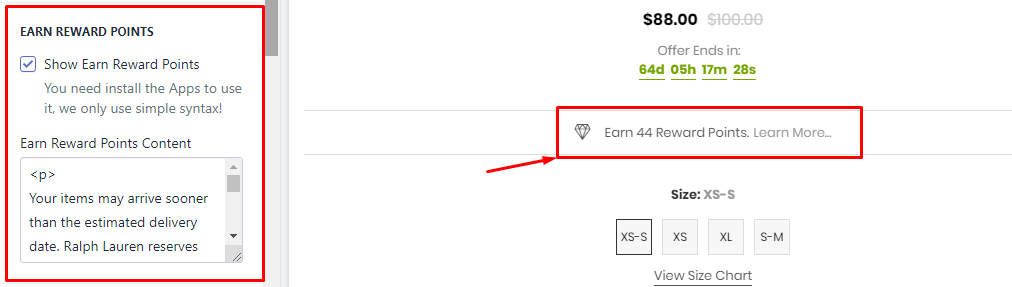 EARN REWARD POINTS
Show Earn Reward Points
You need install the Apps to use
it, we only use simple syntax!
Earn Reward Points Content
<p>
Your items may arrive sooner
than the estimated delivery
date. Ralph Lauren reserves
$88.00 $100.00
Offer Ends in:
64d 05h 17m 28s
Earn 44 Reward Points. Learn More...
Size: XS-S
XS-S XS XL S-M
View Size Chart